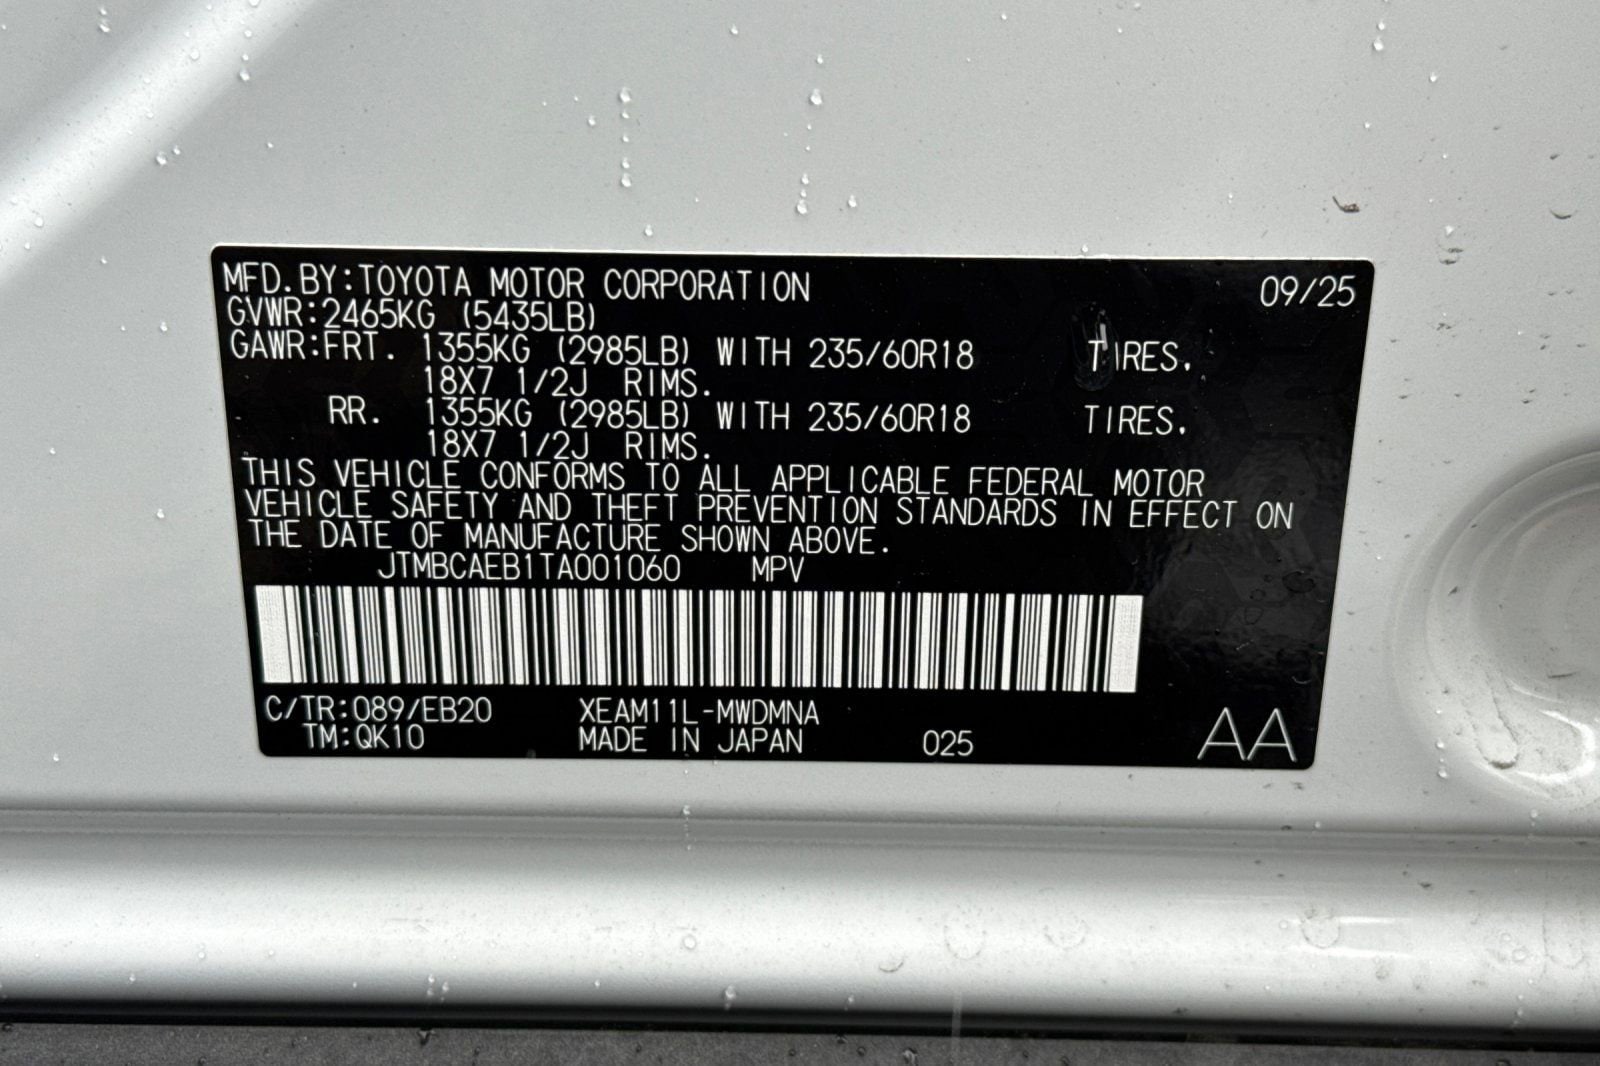 MFD. BY:TOYOTA MOTOR CORPORATION 09/25
GVWR:2465KG (5435LB)
GAWR:FRT. 1355KG (2985LB) WITH 235/60R18 TIRES,
18X7 1/2J RIMS.
RR. 1355KG (2985LB) WITH 235/60R18 TIRES,
18X7 1/2J RIMS.
THIS VEHICLE CONFORMS TO ALL APPLICABLE FEDERAL MOTOR
VEHICLE SAFETY AND THEFT PREVENTION STANDARDS IN EFFECT ON
THE DATE OF MANUFACTURE SHOWN ABOVE.
JTMBCAEB1TA001060 MPV
C/TR:089/EB20 XEAM11L-MWDMNA
TM:QK10 MADE IN JAPAN 025 AA